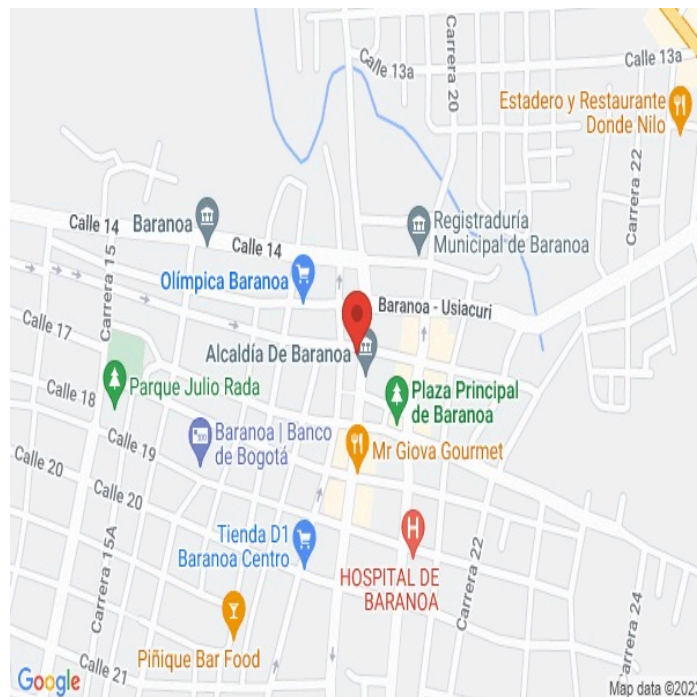 Calle 13a
Carrera 20
Calle 13a
Estadero y Restaurante
Donde Nilo
Carrera 22
Calle 14
Carrera 15
Baranoa
Calle 14
Registraduría
Municipal de Baranoa
Olímpica Baranoa
Baranoa - Usiacuri
Calle 17
Alcaldía De Baranoa
Parque Julio Rada
Plaza Principal
de Baranoa
Calle 18
Baranoa | Banco
de Bogotá
Calle 19
Mr Giova Gourmet
Calle 20
Calle 20
Tienda D1
Baranoa Centro
HOSPITAL DE
BARANOA
Carrera 22
Carrera 15A
Carrera 24
Piñique Bar Food
Calle 21
Google
Map data ©202